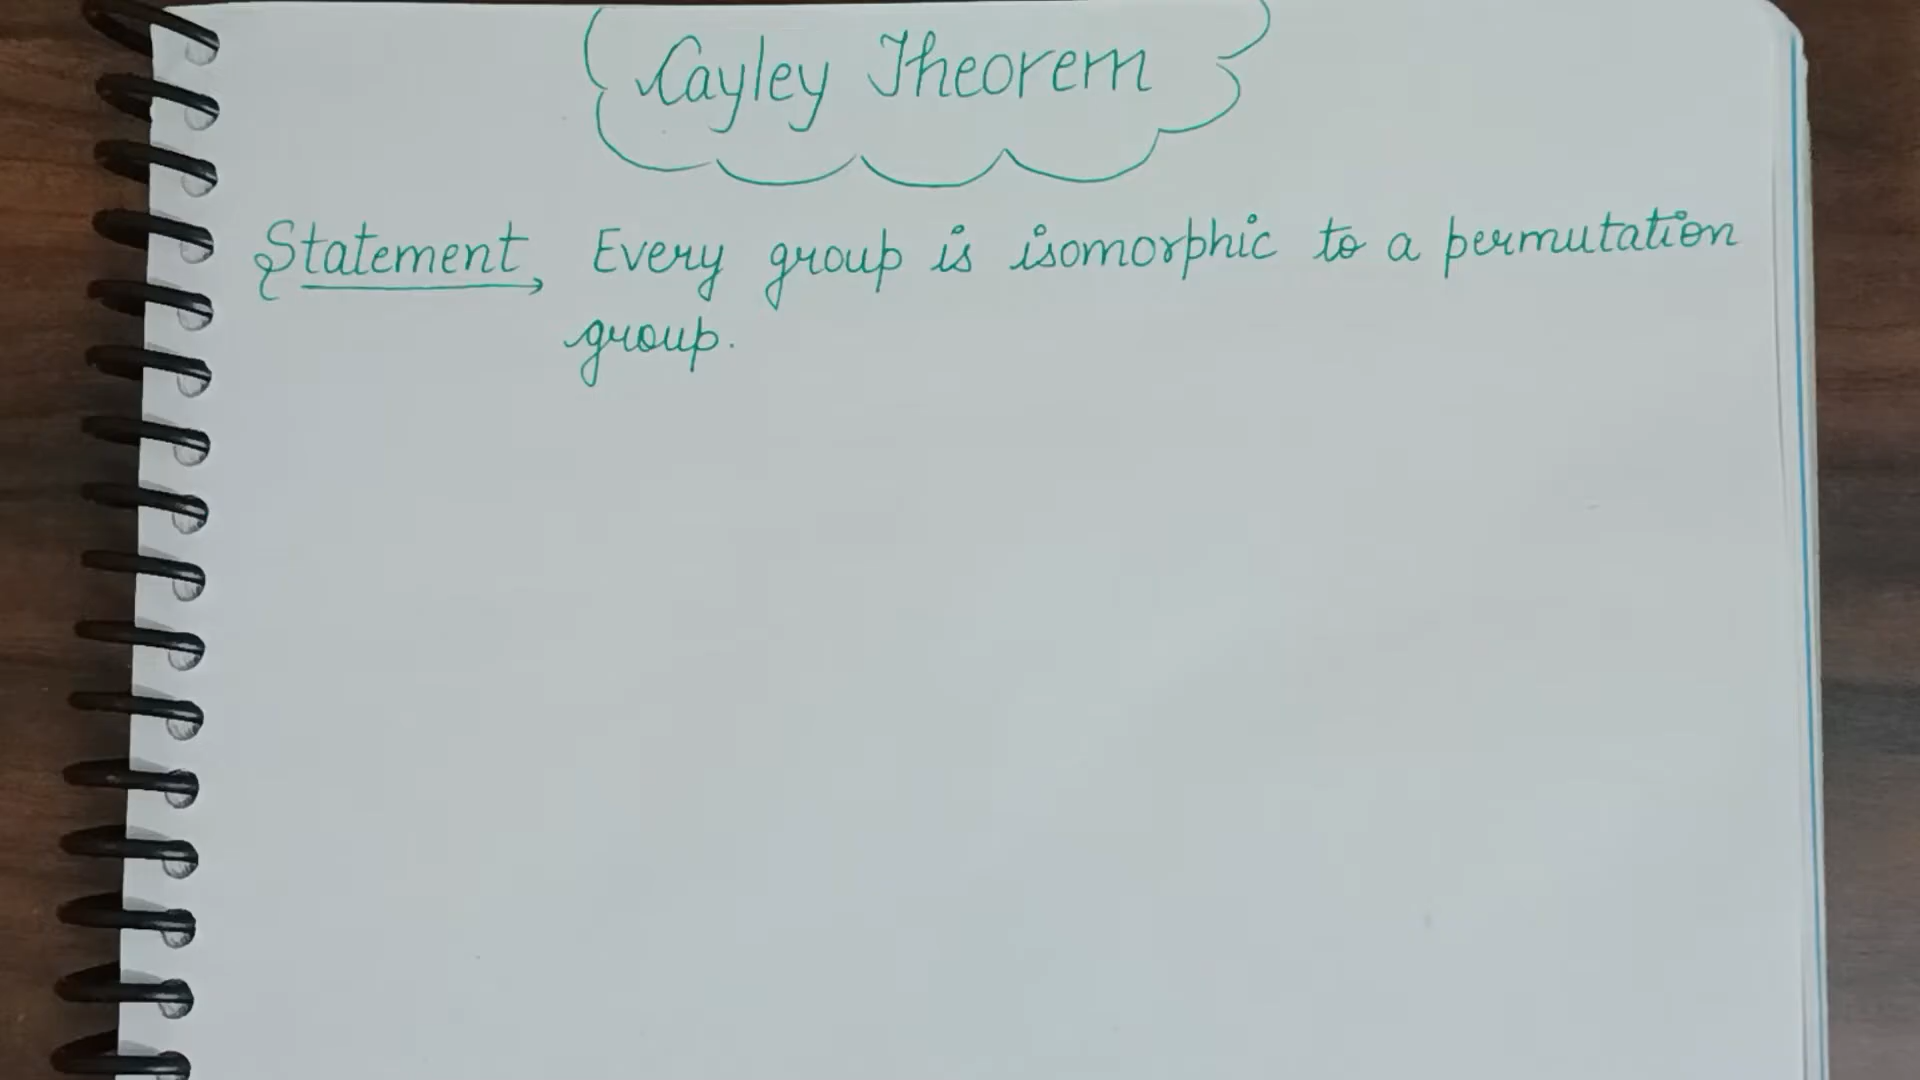 Cayley Theorem
Statement Every group is isomorphic to a permutation
group.